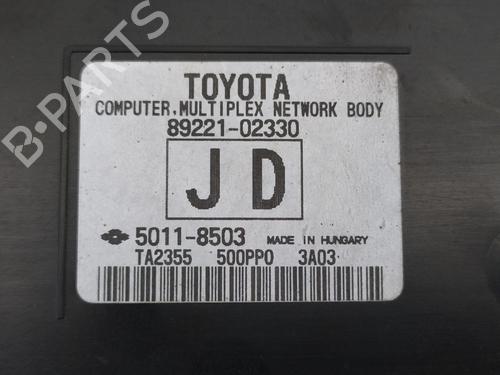 TOYOTA
COMPUTER.MULTIPLEX NETWORK BODY
89221-02330
JD
5011-8503 MADE IN HUNGARY
TA2355 500PP0 3A03
B-PARTS